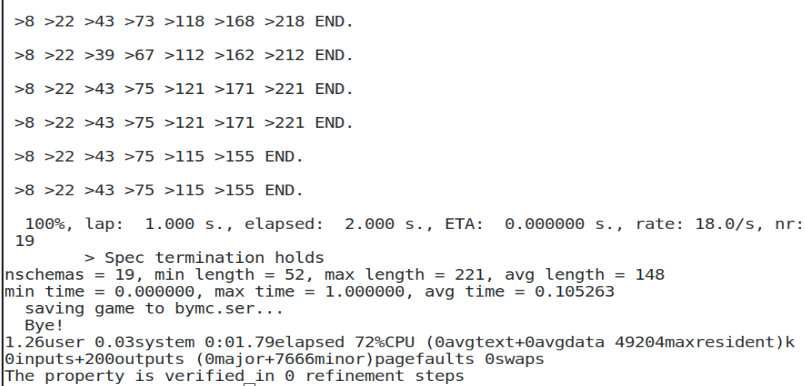 >8 >22 >43 >73 >118 >168 >218 END.
>8 >22 >39 >67 >112 >162 >212 END.
>8 >22 >43 >75 >121 >171 >221 END.
>8 >22 >43 >75 >121 >171 >221 END.
>8 >22 >43 >75 >115 >155 END.
>8 >22 >43 >75 >115 >155 END.
100%, lap:  1.000 s., elapsed:  2.000 s., ETA:  0.000000 s., rate: 18.0/s, nr:
19
> Spec termination holds
nschemas = 19, min length = 52, max length = 221, avg length = 148
min time = 0.000000, max time = 1.000000, avg time = 0.105263
saving game to bymc.ser...
Bye!
1.26user 0.03system 0:01.79elapsed 72%CPU (0avgtext+0avgdata 49204maxresident)k
0inputs+200outputs (0major+7666minor)pagefaults 0swaps
The property is verified in 0 refinement steps